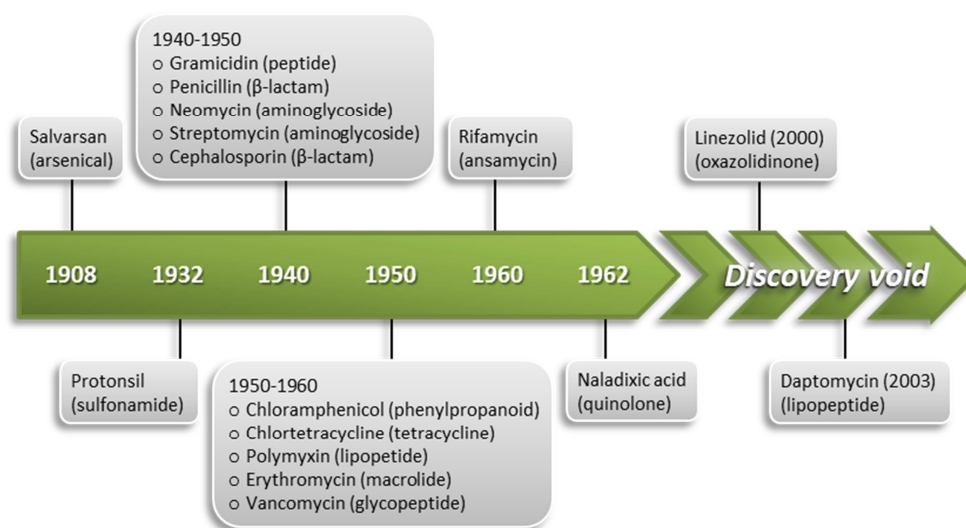 1940-1950
○ Gramicidin (peptide)
○ Penicillin (β-lactam)
○ Neomycin (aminoglycoside)
○ Streptomycin (aminoglycoside)
○ Cephalosporin (β-lactam)
Salvarsan
(arsenical)
Rifamycin
(ansamycin)
Linezolid (2000)
(oxazolidinone)
1908
1932
1940
1950
1960
1962
Discovery void
Protonsil
(sulfonamide)
1950-1960
○ Chloramphenicol (phenylpropanoid)
○ Chlortetracycline (tetracycline)
○ Polymyxin (lipopetide)
○ Erythromycin (macrolide)
○ Vancomycin (glycopeptide)
Naladixic acid
(quinolone)
Daptomycin (2003)
(lipopeptide)